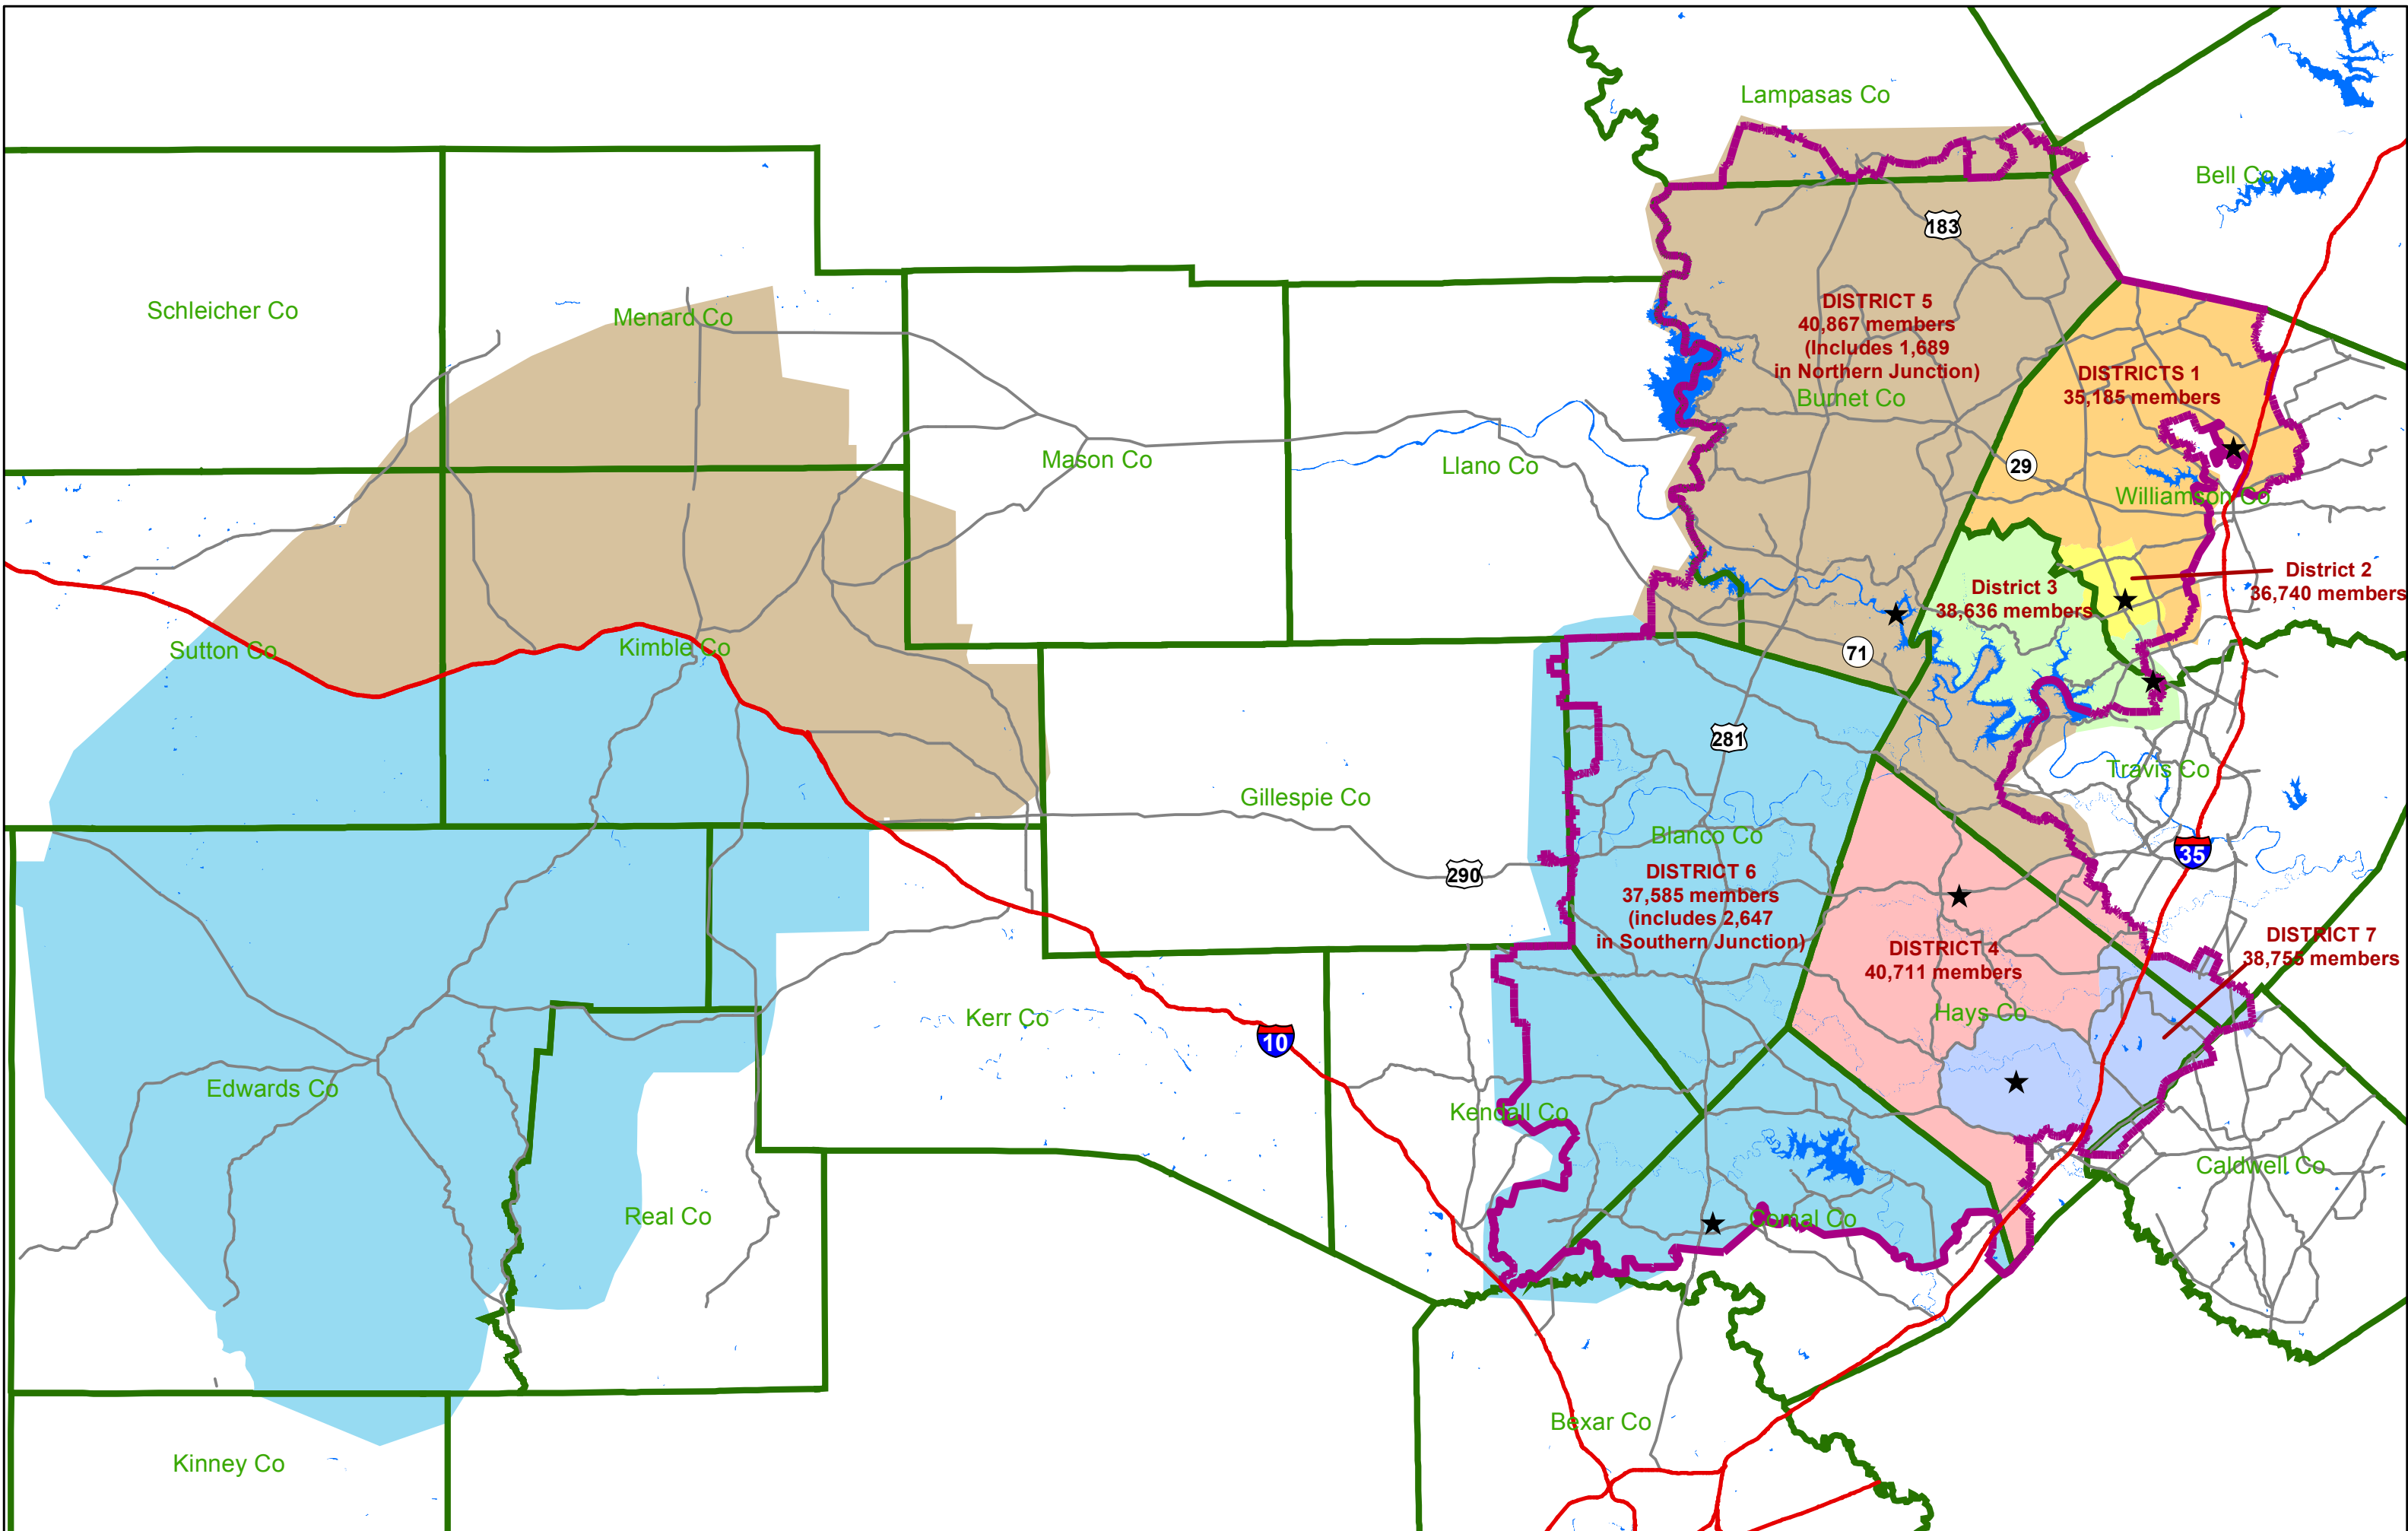 Lampasas Co
Bell Co
183
Schleicher Co
Menard Co
DISTRICT 5
40,867 members
(Includes 1,689
in Northern Junction)
Burnet Co
DISTRICTS 1
35,185 members
Mason Co
Llano Co
29
Williamson Co
District 2
36,740 members
District 3
38,636 members
Sutton Co
Kimble Co
71
281
Travis Co
Gillespie Co
Blanco Co
35
290
DISTRICT 6
37,585 members
(includes 2,647
in Southern Junction)
DISTRICT 4
40,711 members
DISTRICT 7
38,755 members
Hays Co
Kerr Co
10
Edwards Co
Kendall Co
Caldwell Co
Real Co
Comal Co
Bexar Co
Kinney Co